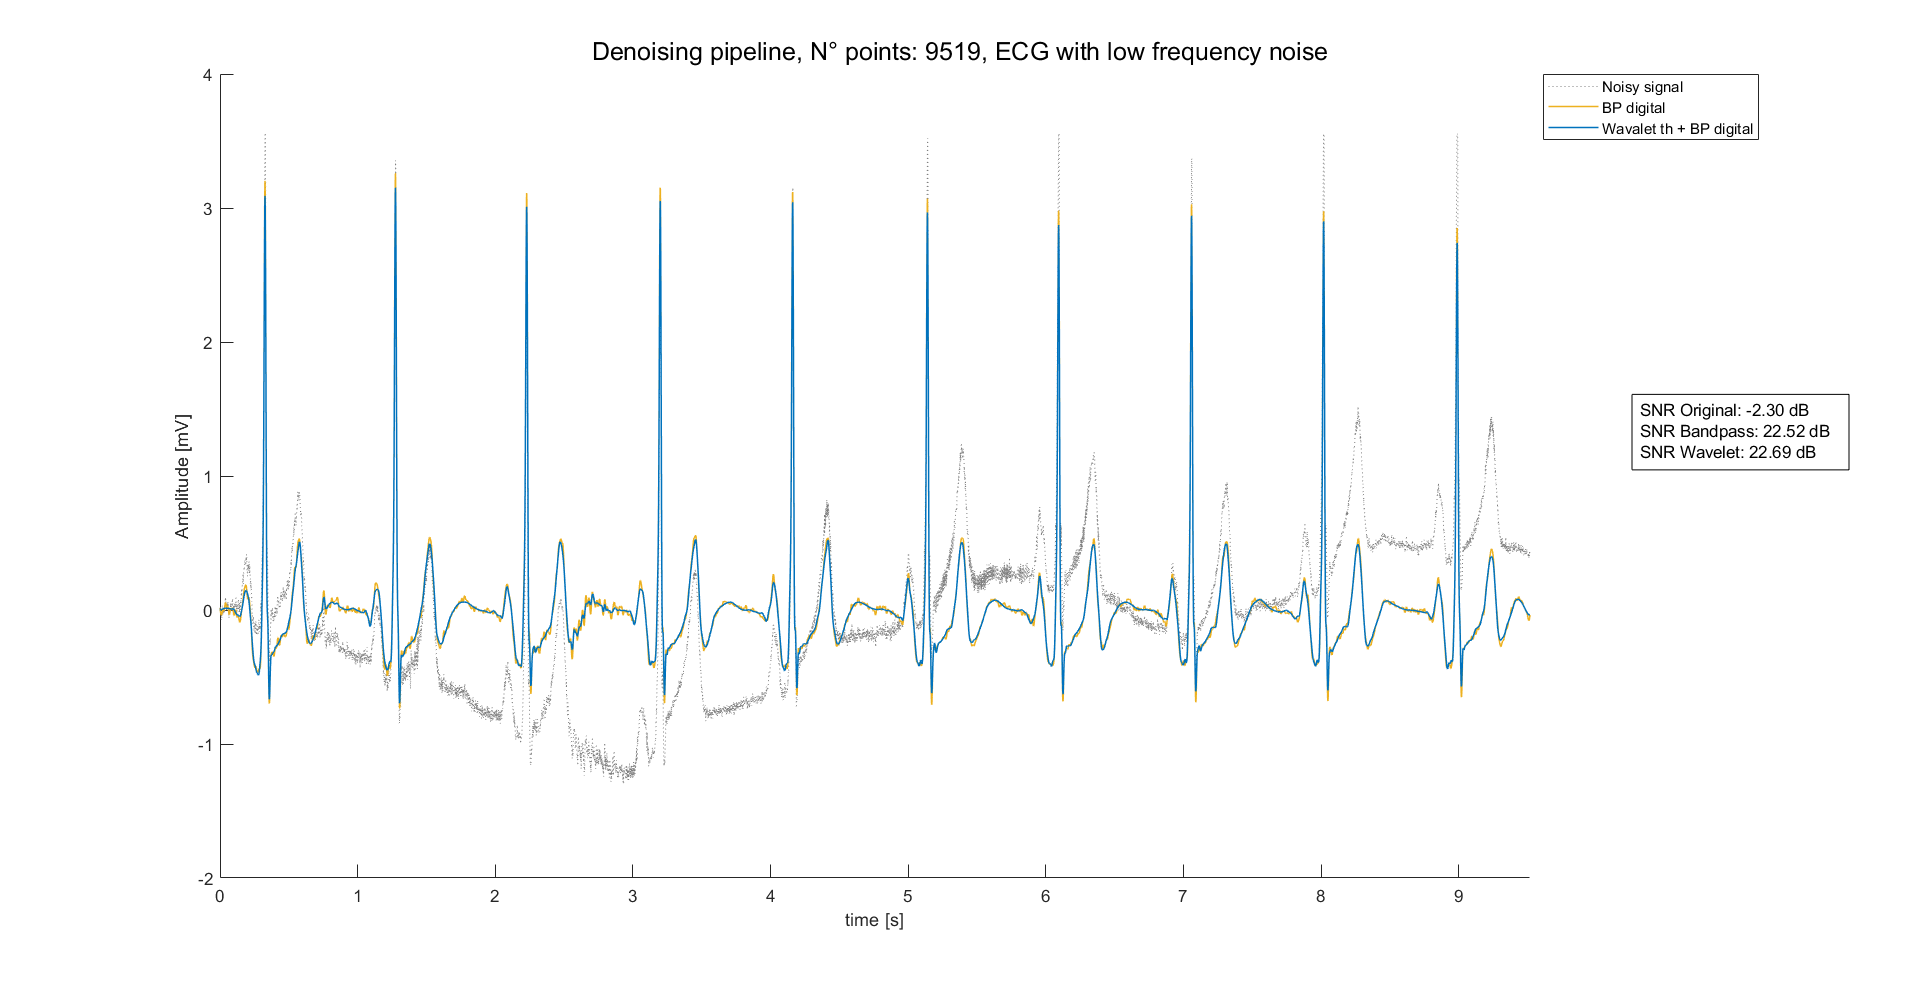 Denoising pipeline, N° points: 9519, ECG with low frequency noise
Noisy signal
BP digital
Wavalet th + BP digital
SNR Original: -2.30 dB
SNR Bandpass: 22.52 dB
SNR Wavelet: 22.69 dB
Amplitude [mV]
4
3
2
1
0
-1
-2
0 1 2 3 4 5 6 7 8 9
time [s]